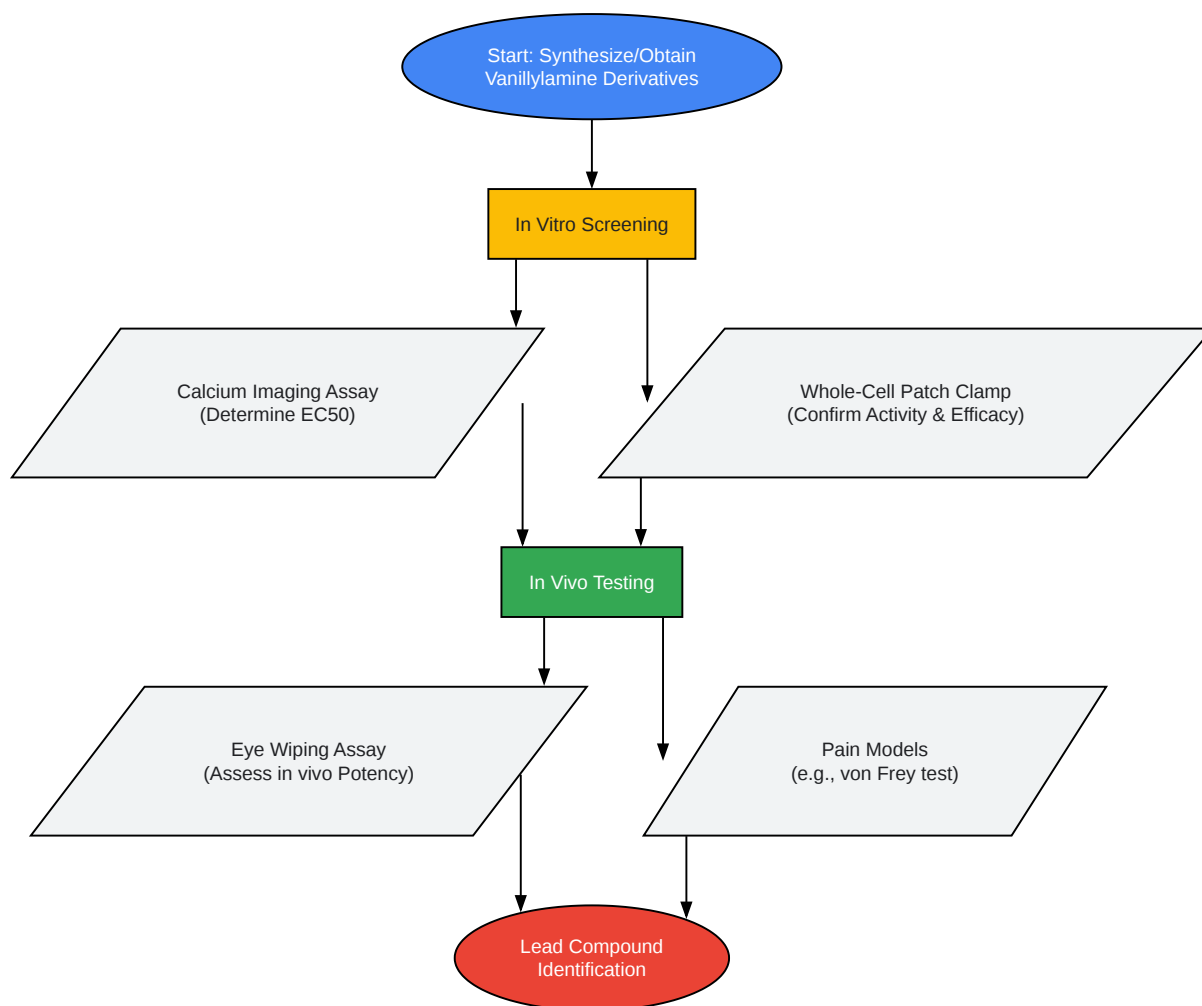 Start: Synthesize/Obtain
Vanillylamine Derivatives
In Vitro Screening
Calcium Imaging Assay
(Determine EC50)
Whole-Cell Patch Clamp
(Confirm Activity & Efficacy)
In Vivo Testing
Eye Wiping Assay
(Assess in vivo Potency)
Pain Models
(e.g., von Frey test)
Lead Compound
Identification